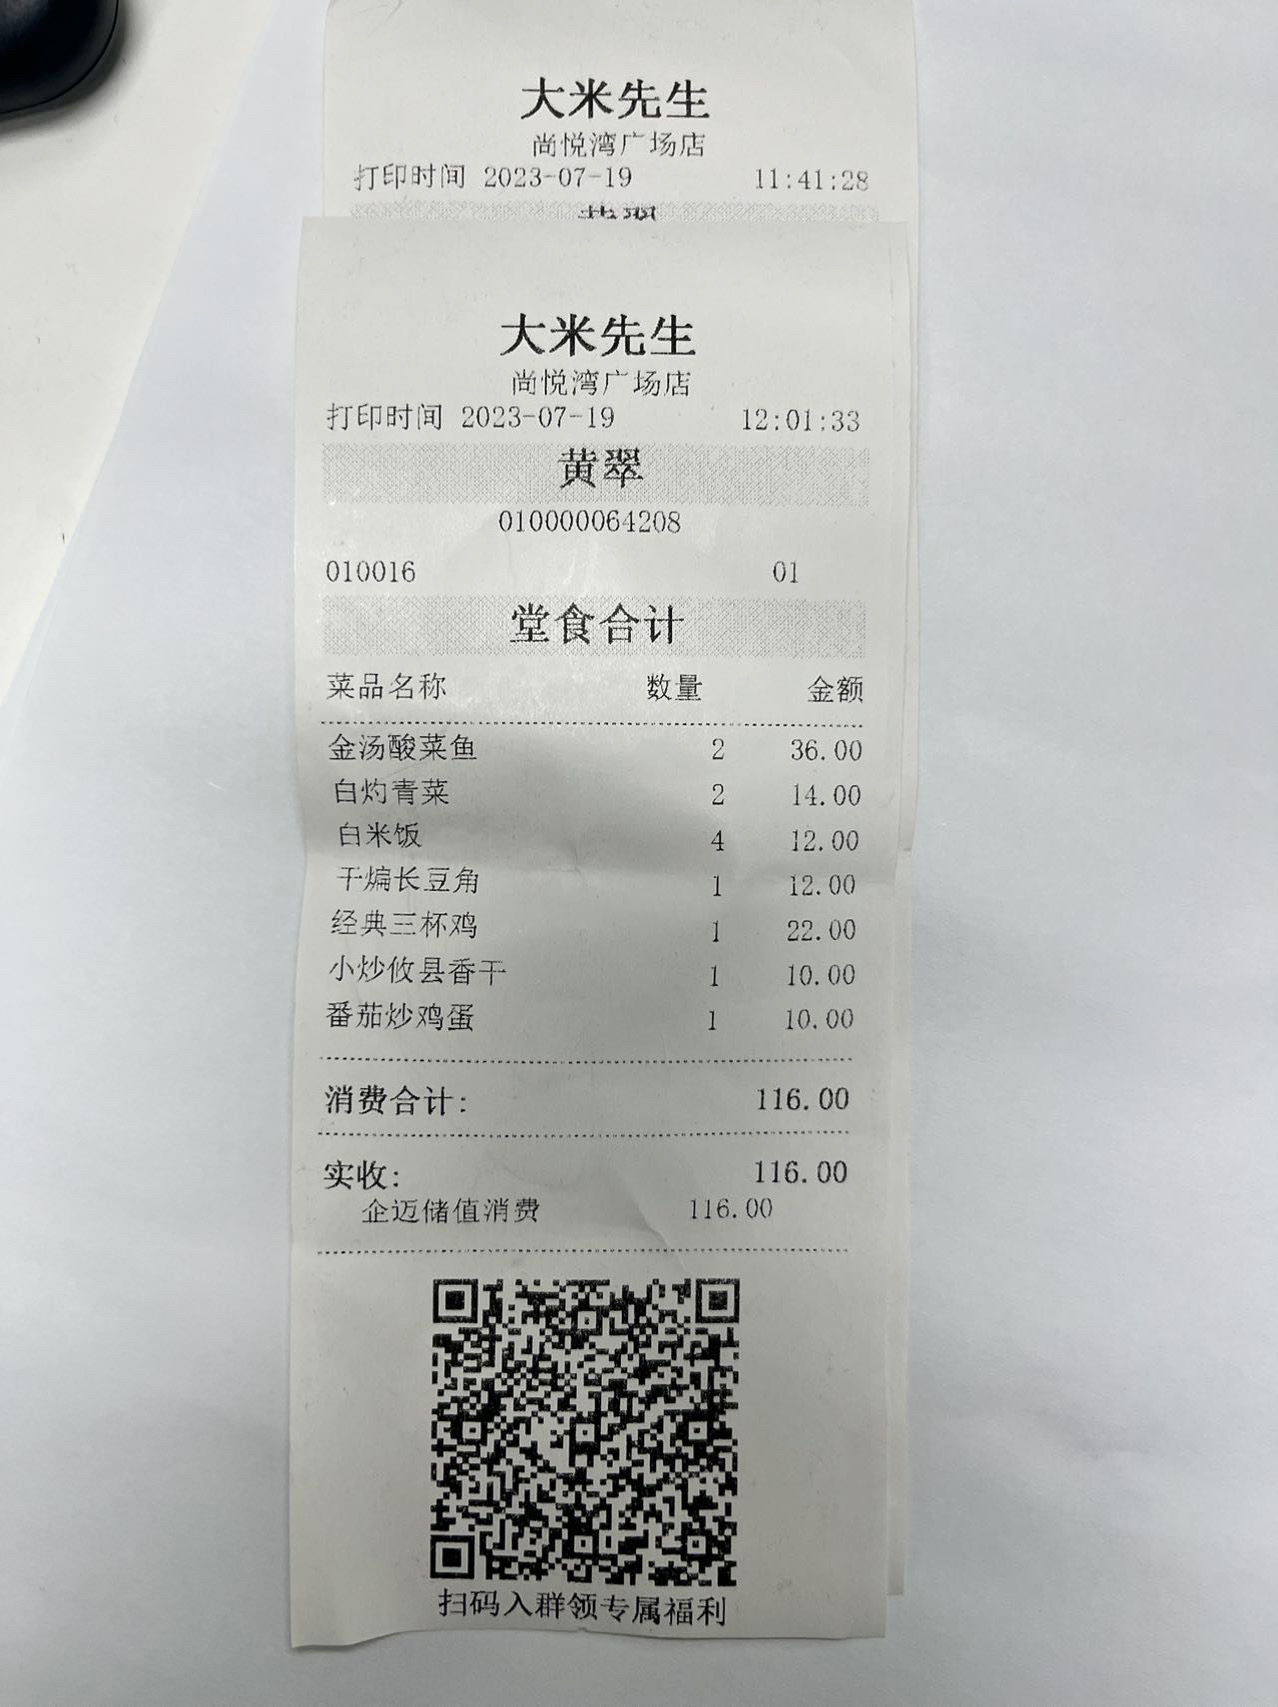 大米先生
尚悦湾广场店
打印时间 2023-07-19 11:41:28
大米先生
尚悦湾广场店
打印时间 2023-07-19 12:01:33
黄翠
010000064208
010016 01
堂食合计
菜品名称 数量 金额
金汤酸菜鱼 2 36.00
白灼青菜 2 14.00
白米饭 4 12.00
干煸长豆角 1 12.00
经典三杯鸡 1 22.00
小炒攸县香干 1 10.00
番茄炒鸡蛋 1 10.00
消费合计: 116.00
实收: 116.00
企迈储值消费 116.00
扫码入群领专属福利